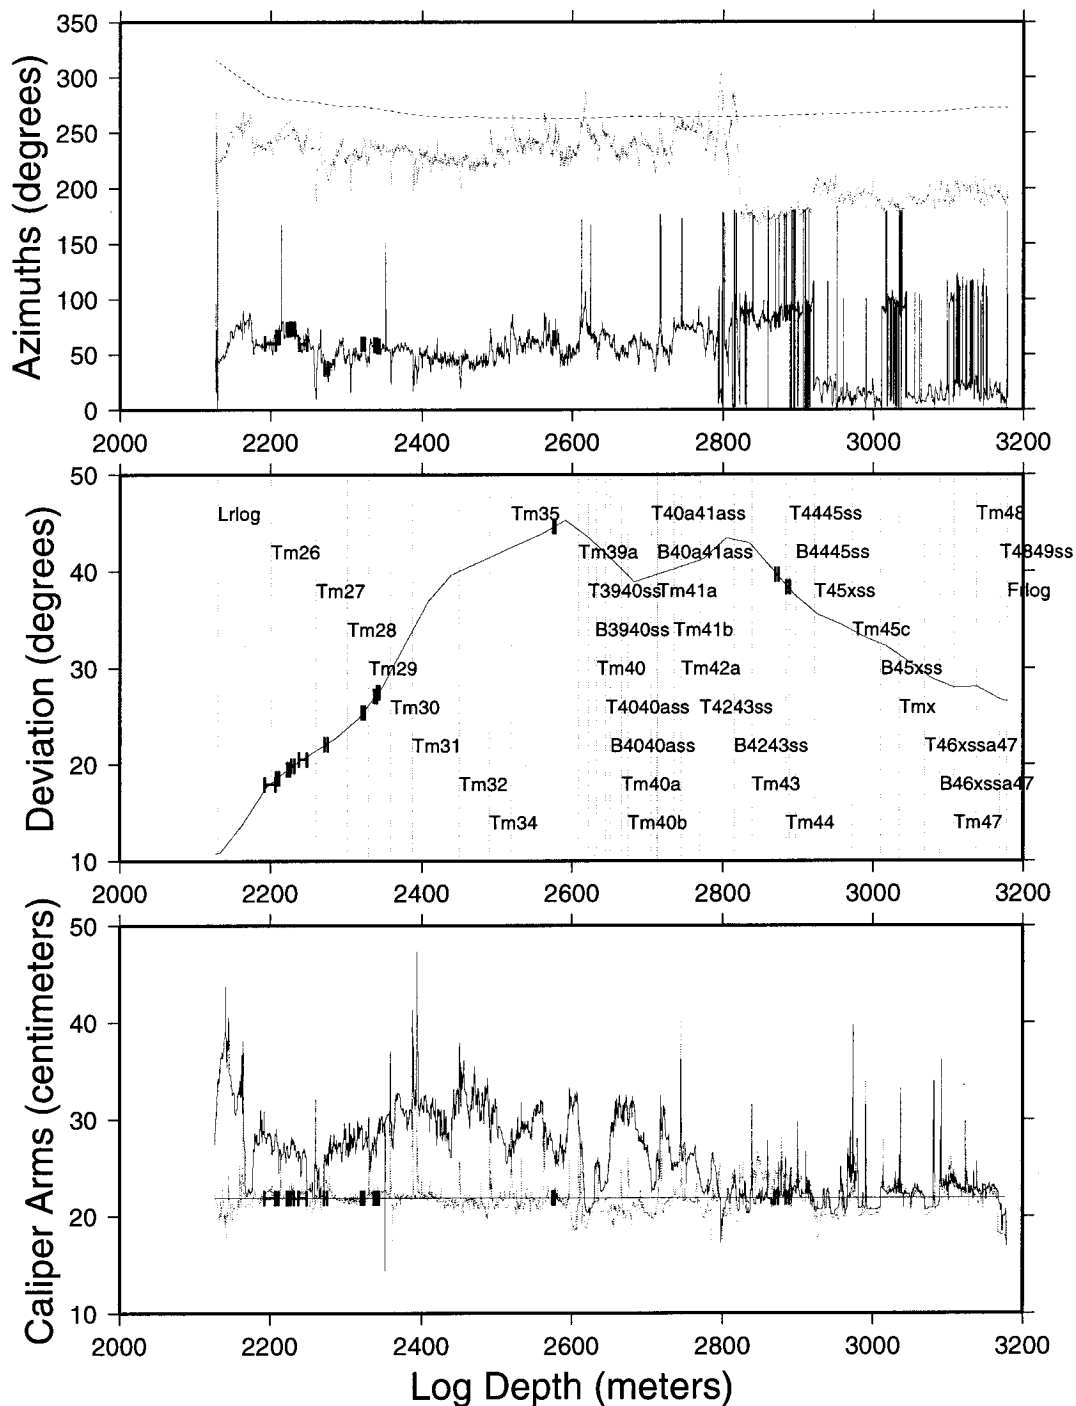 350
300
250
200
150
100
50
0
Azimuths (degrees)
2000 2200 2400 2600 2800 3000 3200
50
40
30
20
10
Deviation (degrees)
Lrlog Tm35 T40a41ass T4445ss Tm48
Tm26 Tm39a B40a41ass B4445ss T4849ss
Tm27 T3940ss Tm41a T45xss Frlog
Tm28 B3940ss Tm41b Tm45c
Tm29 Tm40 Tm42a B45xss
Tm30 T4040ass T4243ss Tmx
Tm31 B4040ass B4243ss T46xssa47
Tm32 Tm40a Tm43 B46xssa47
Tm34 Tm40b Tm44 Tm47
2000 2200 2400 2600 2800 3000 3200
50
40
30
20
10
Caliper Arms (centimeters)
2000 2200 2400 2600 2800 3000 3200
Log Depth (meters)